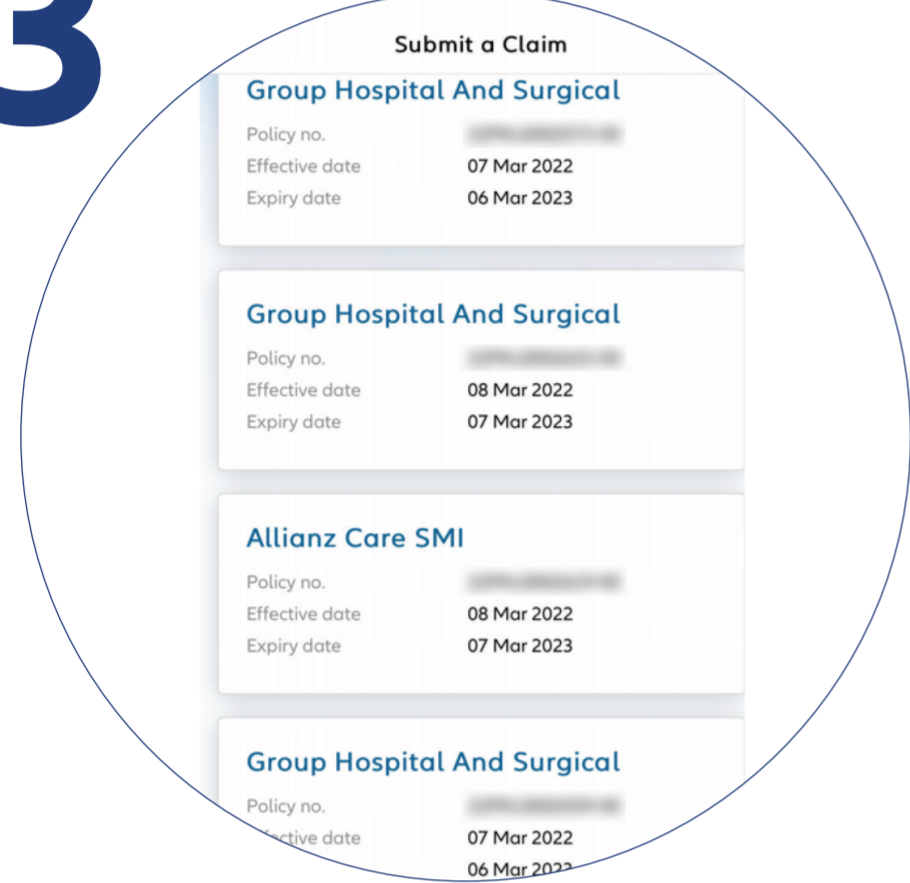 3
Submit a Claim
Group Hospital And Surgical
Policy no.
Effective date 07 Mar 2022
Expiry date 06 Mar 2023
Group Hospital And Surgical
Policy no.
Effective date 08 Mar 2022
Expiry date 07 Mar 2023
Allianz Care SMI
Policy no.
Effective date 08 Mar 2022
Expiry date 07 Mar 2023
Group Hospital And Surgical
Policy no.
date 07 Mar 2022
06 Mar